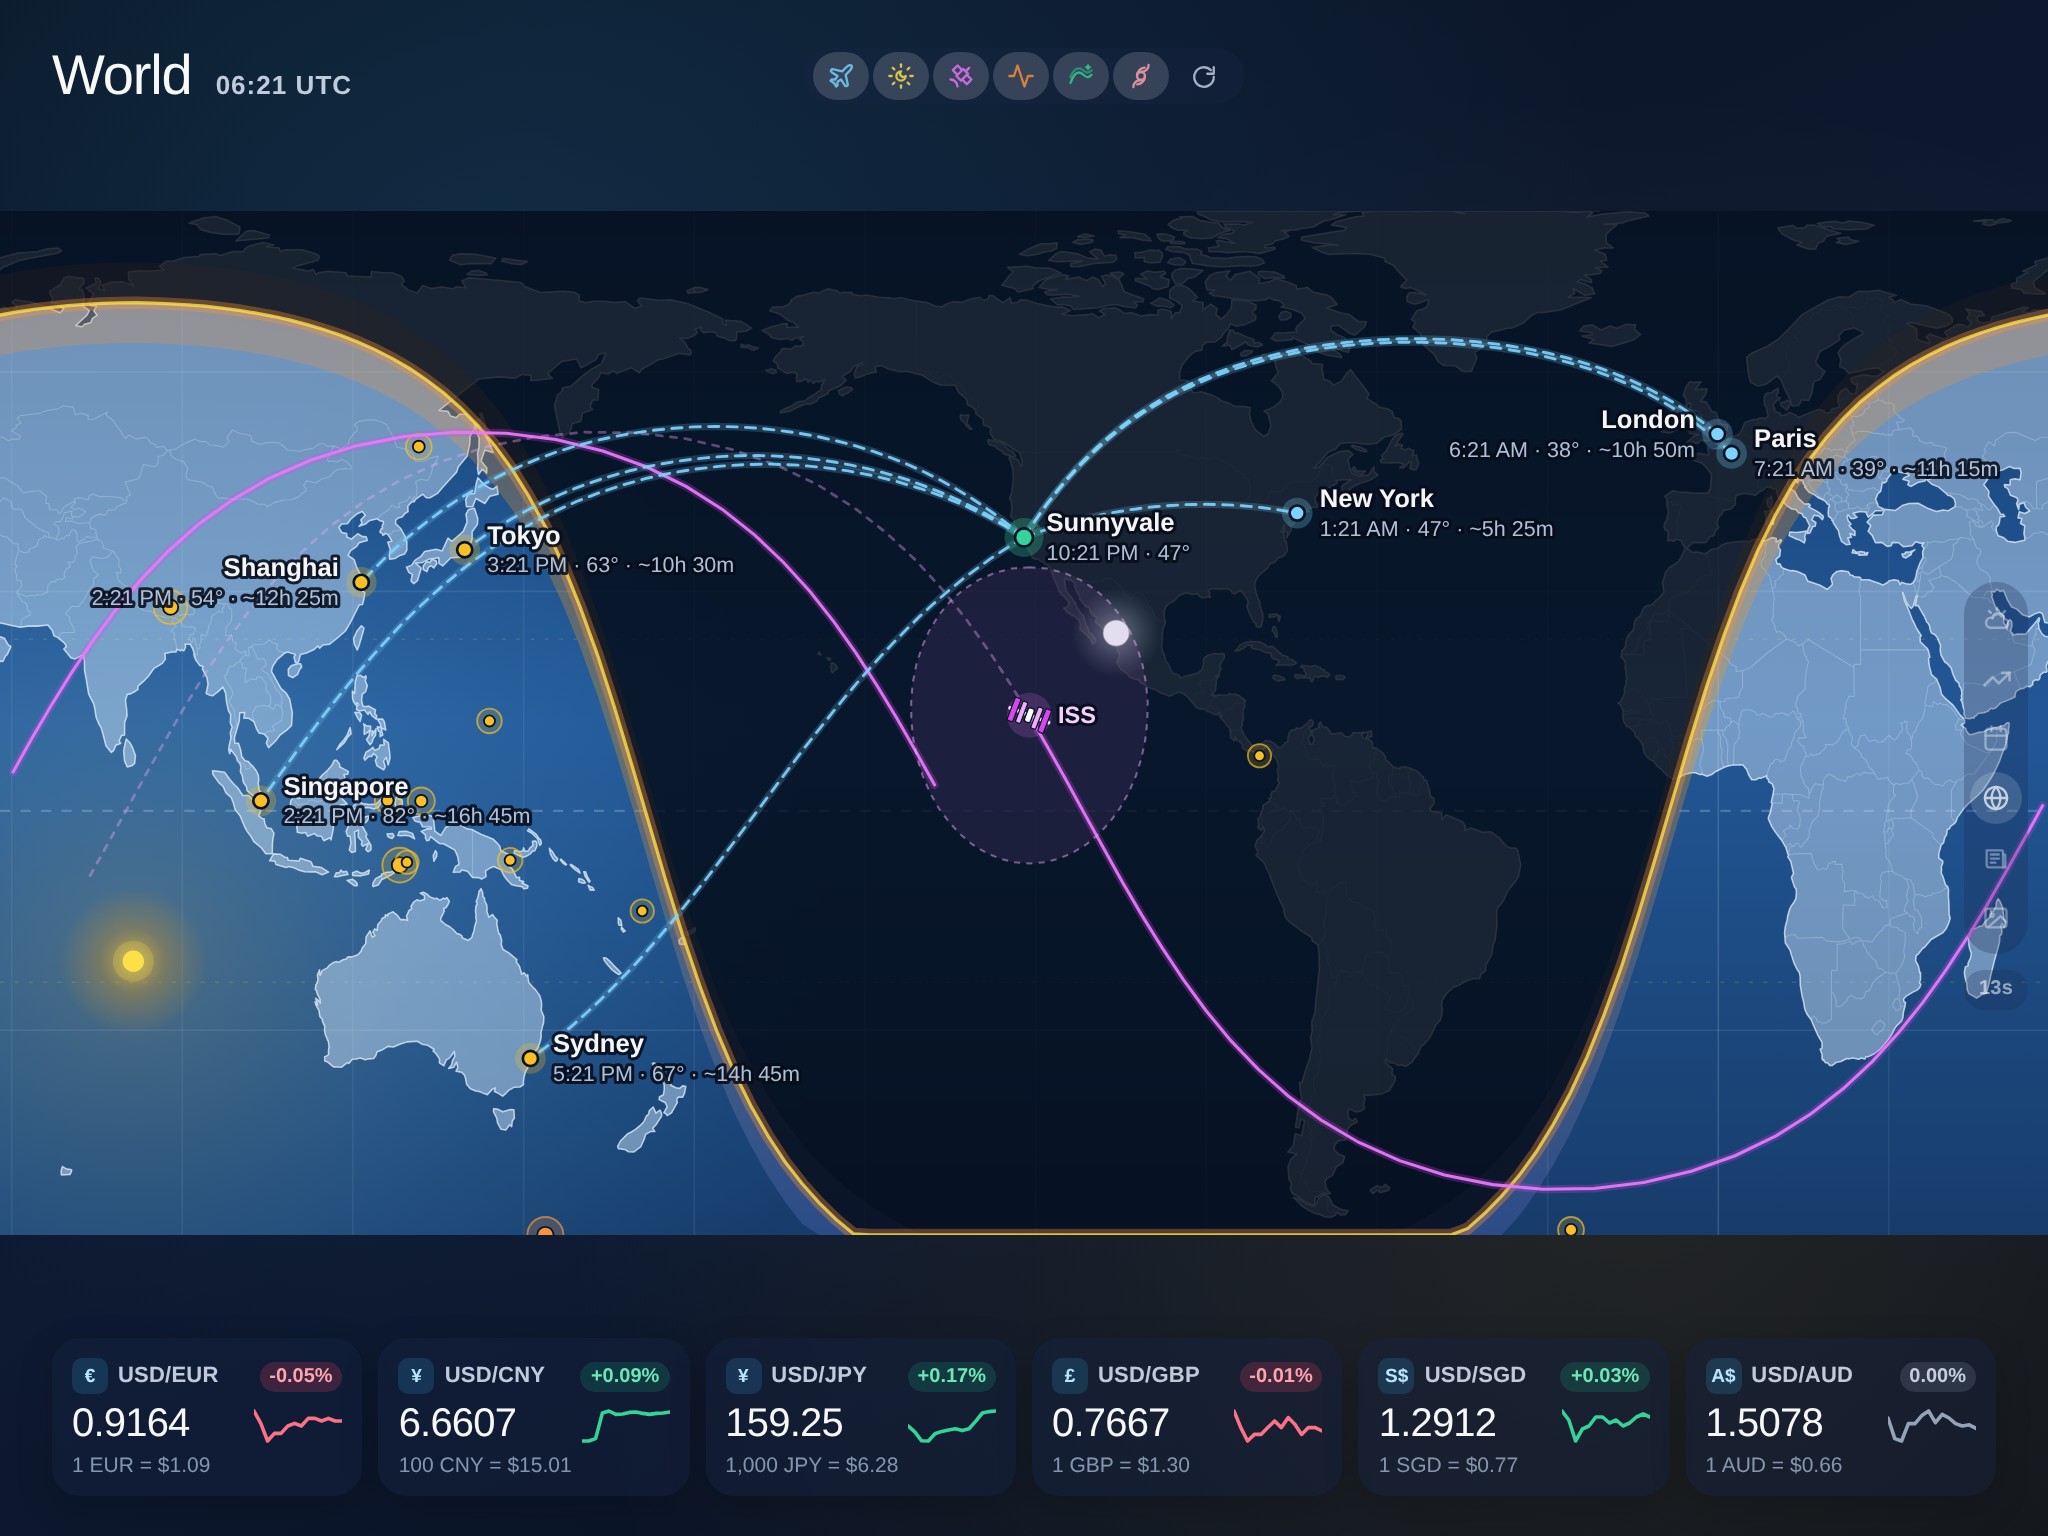 World 06:21 UTC
London
6:21 AM · 38° · ~10h 50m
Paris
7:21 AM · 39° · ~11h 15m
New York
1:21 AM · 47° · ~5h 25m
Sunnyvale
10:21 PM · 47°
Tokyo
3:21 PM · 63° · ~10h 30m
Shanghai
2:21 PM · 54° · ~12h 25m
ISS
Singapore
2:21 PM · 82° · ~16h 45m
13s
Sydney
5:21 PM · 67° · ~14h 45m
€ USD/EUR -0.05%
0.9164
1 EUR = $1.09
¥ USD/CNY +0.09%
6.6607
100 CNY = $15.01
¥ USD/JPY +0.17%
159.25
1,000 JPY = $6.28
£ USD/GBP -0.01%
0.7667
1 GBP = $1.30
S$ USD/SGD +0.03%
1.2912
1 SGD = $0.77
A$ USD/AUD 0.00%
1.5078
1 AUD = $0.66